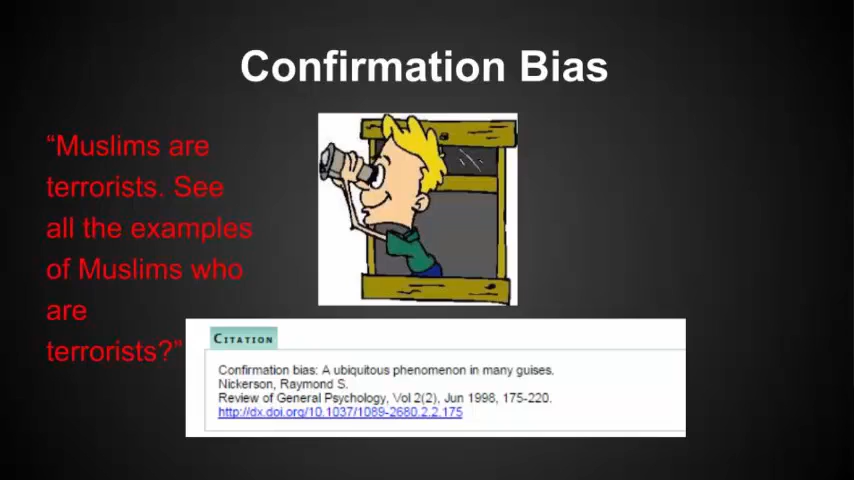 Confirmation Bias
“Muslims are
terrorists. See
all the examples
of Muslims who
are
terrorists?”
CITATION
Confirmation bias: A ubiquitous phenomenon in many guises.
Nickerson, Raymond S.
Review of General Psychology, Vol 2(2), Jun 1998, 175-220.
http://dx.doi.org/10.1037/1089-2680.2.2.175